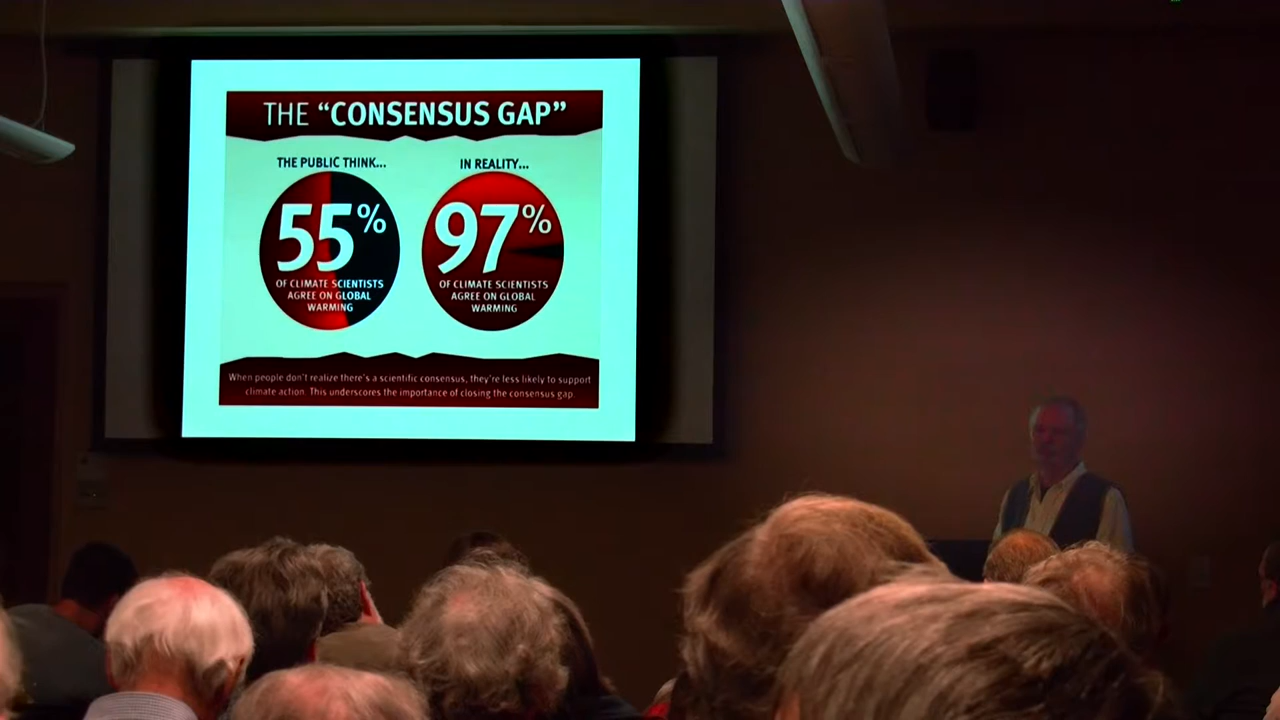 THE “CONSENSUS GAP”
THE PUBLIC THINK...
IN REALITY...
55%
OF CLIMATE SCIENTISTS
AGREE ON GLOBAL
WARMING
97%
OF CLIMATE SCIENTISTS
AGREE ON GLOBAL
WARMING
When people don't realize there's a scientific consensus, they're less likely to support
climate action. This underscores the importance of closing the consensus gap.